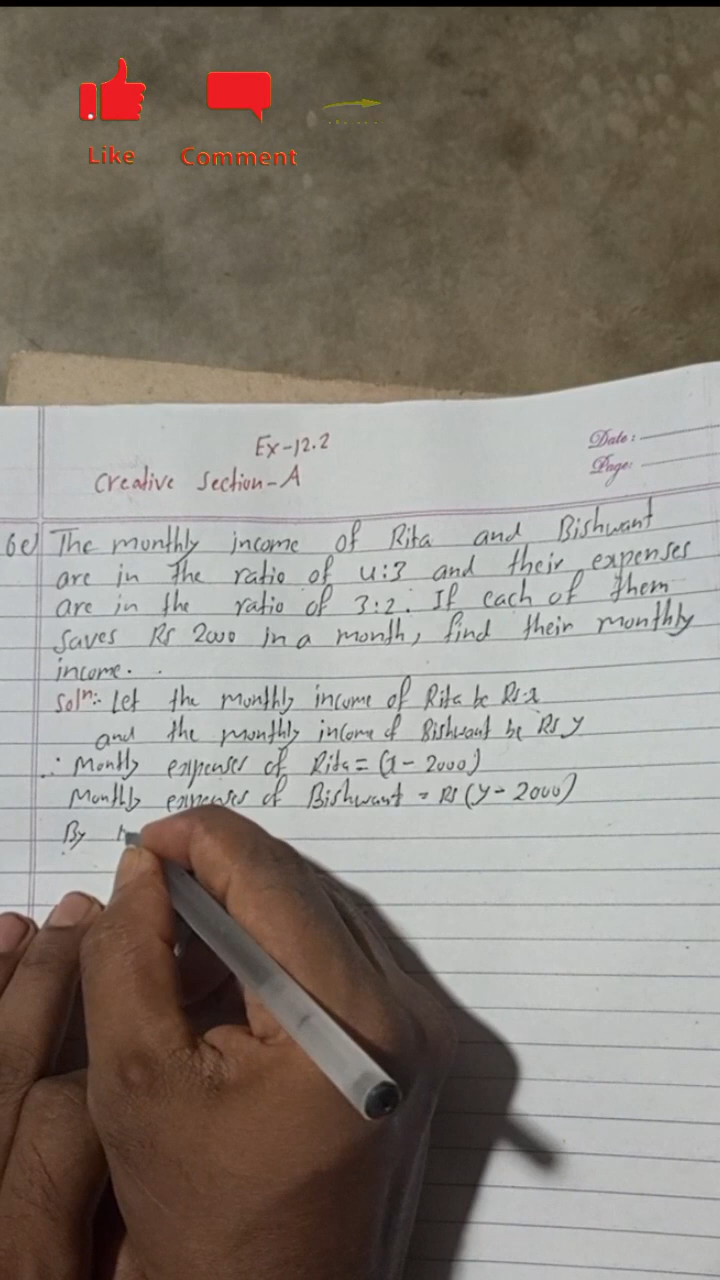 Like Comment
Ex-12.2
Date:
Creative Section-A
Page:
6e) The monthly income of Rita and Bishwant
are in the ratio of 4:3 and their expenses
are in the ratio of 3:2. If each of them
saves Rs 2000 in a month, find their monthly
income.
Solⁿ:- Let the monthly income of Rita be Rs x
and the monthly income of Bishwant be Rs y
∴ Montly expenses of Rita = (x - 2000)
Monthly expenses of Bishwant = Rs (y - 2000)
By